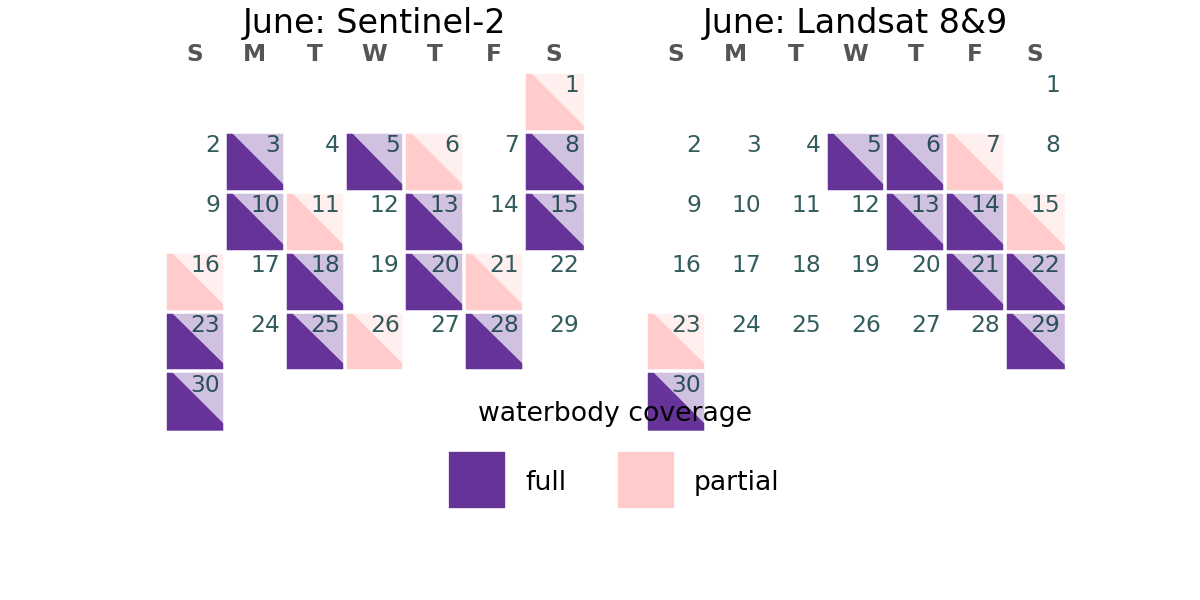 June: Sentinel-2
S M T W T F S
1
2 3 4 5 6 7 8
9 10 11 12 13 14 15
16 17 18 19 20 21 22
23 24 25 26 27 28 29
30
June: Landsat 8&9
S M T W T F S
1
2 3 4 5 6 7 8
9 10 11 12 13 14 15
16 17 18 19 20 21 22
23 24 25 26 27 28 29
30
waterbody coverage
full
partial